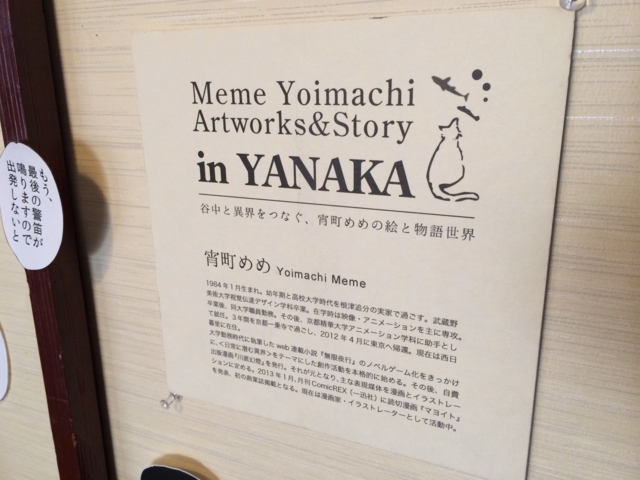 Meme Yoimachi
Artworks&Story
in YANAKA
谷中と異界をつなぐ、宵町めめの絵と物語世界
宵町めめ Yoimachi Meme
1984年1月生まれ。幼年期と高校大学時代を根津追分の実家で過ごす。武蔵野
美術大学視覚伝達デザイン学科卒業。在学時は映像・アニメーションを主に専攻。
卒業後、同大学職員勤務。その後、京都精華大学アニメーション学科に助手とし
て就任。3年間を京都一乗寺で過ごし、2012年4月に東京へ帰還。現在は西日
暮里に在住。
大学勤務時代に執筆したweb連載小説『無限夜行』のノベルゲーム化をきっかけ
に、<日常に潜む異界>をテーマにした創作活動を本格的に始める。その後、自費
出版漫画『川底幻燈』を発行。それが元となり、主な表現媒体を漫画とイラストレー
ションに定める。2013年1月、月刊ComicREX(一迅社)に読切漫画『マヨイト』
を発表、初の商業誌掲載となる。現在は漫画家・イラストレーターとして活動中。
もう、
最後の警笛が
鳴りますので
出発しないと